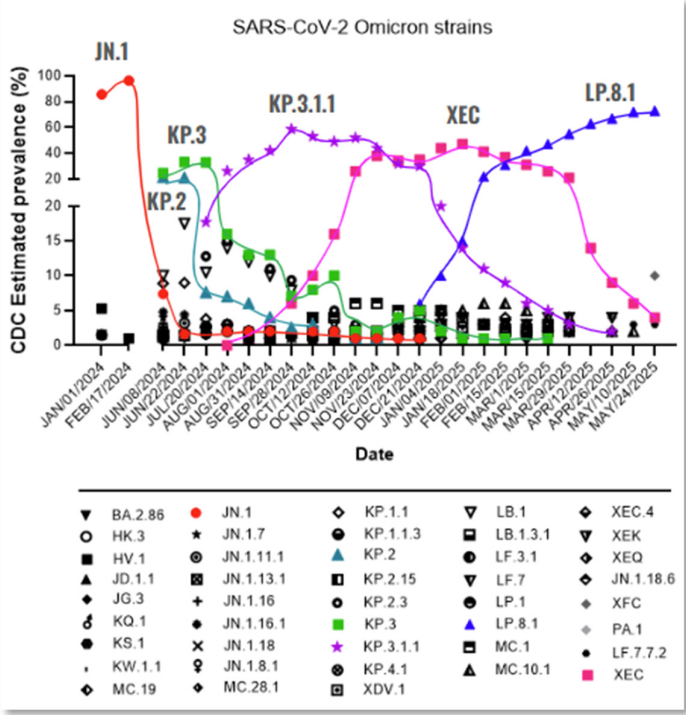 SARS-CoV-2 Omicron strains
JN.1
KP.3
KP.2
KP.3.1.1
XEC
LP.8.1
CDC Estimated prevalence (%)
100
80
60
40
20
20
15
10
5
0
JAN/01/2024
FEB/17/2024
JUN/08/2024
JUN/22/2024
JUL/20/2024
AUG/01/2024
AUG/31/2024
SEP/14/2024
SEP/28/2024
OCT/12/2024
OCT/26/2024
NOV/09/2024
NOV/23/2024
DEC/07/2024
DEC/21/2024
JAN/04/2025
JAN/18/2025
FEB/01/2025
FEB/15/2025
MAR/1/2025
MAR/15/2025
MAR/29/2025
APR/12/2025
APR/26/2025
MAY/10/2025
MAY/24/2025
Date
BA.2.86
HK.3
HV.1
JD.1.1
JG.3
KQ.1
KS.1
KW.1.1
MC.19
JN.1
JN.1.7
JN.1.11.1
JN.1.13.1
JN.1.16
JN.1.16.1
JN.1.18
JN.1.8.1
MC.28.1
KP.1.1
KP.1.1.3
KP.2
KP.2.15
KP.2.3
KP.3
KP.3.1.1
KP.4.1
XDV.1
LB.1
LB.1.3.1
LF.3.1
LF.7
LP.1
LP.8.1
MC.1
MC.10.1
XEC.4
XEK
XEQ
JN.1.18.6
XFC
PA.1
LF.7.7.2
XEC